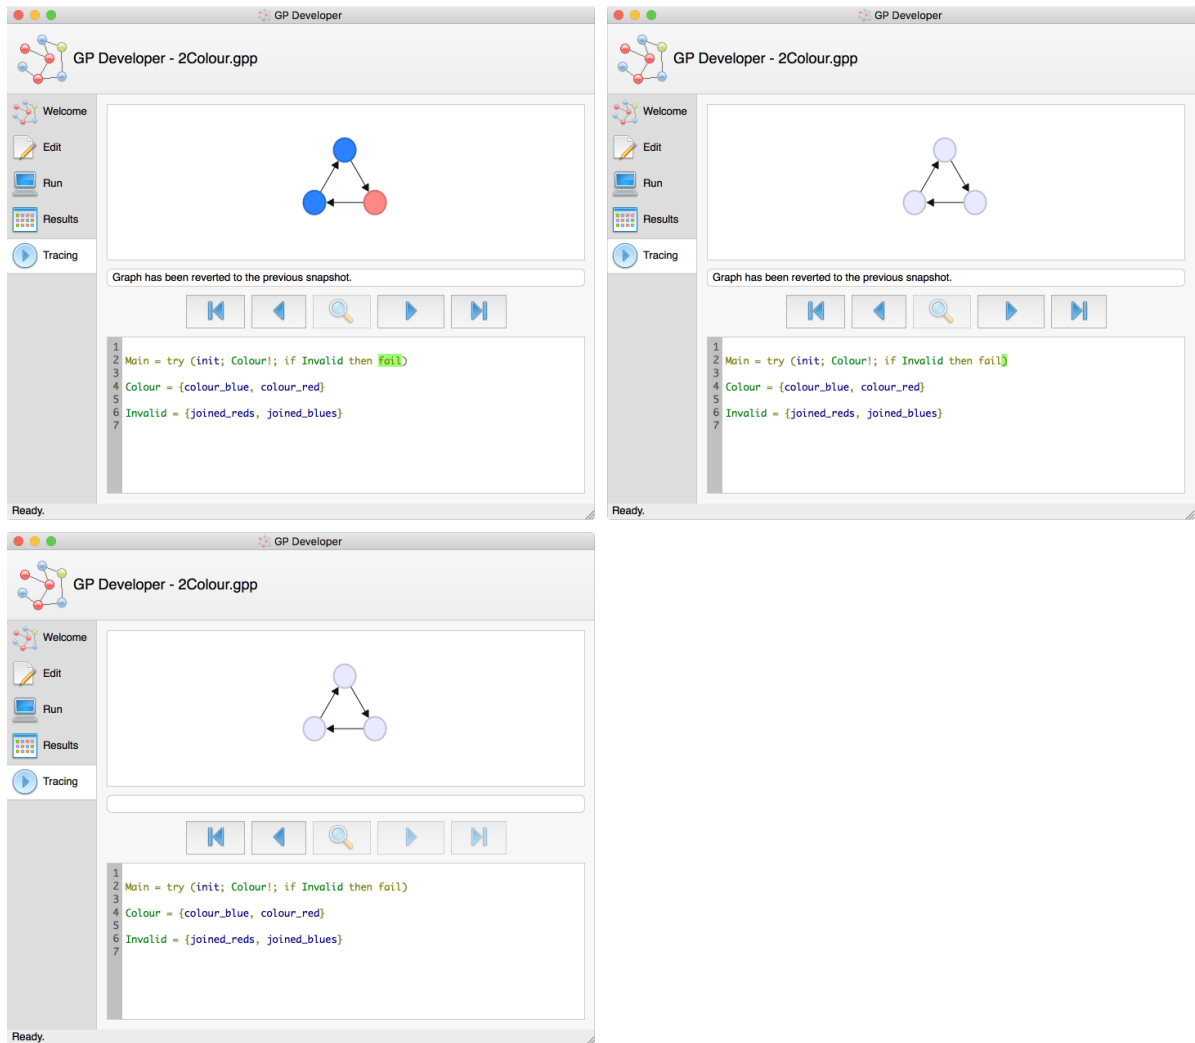 GP Developer
GP Developer - 2Colour.gpp
Welcome
Edit
Run
Results
Tracing
Graph has been reverted to the previous snapshot.
1
2 Main = try (init; Colour!; if Invalid then fail)
3
4 Colour = {colour_blue, colour_red}
5
6 Invalid = {joined_reds, joined_blues}
7
Ready.
GP Developer
GP Developer - 2Colour.gpp
Welcome
Edit
Run
Results
Tracing
Graph has been reverted to the previous snapshot.
1
2 Main = try (init; Colour!; if Invalid then fail)
3
4 Colour = {colour_blue, colour_red}
5
6 Invalid = {joined_reds, joined_blues}
7
Ready.
GP Developer
GP Developer - 2Colour.gpp
Welcome
Edit
Run
Results
Tracing
1
2 Main = try (init; Colour!; if Invalid then fail)
3
4 Colour = {colour_blue, colour_red}
5
6 Invalid = {joined_reds, joined_blues}
7
Ready.